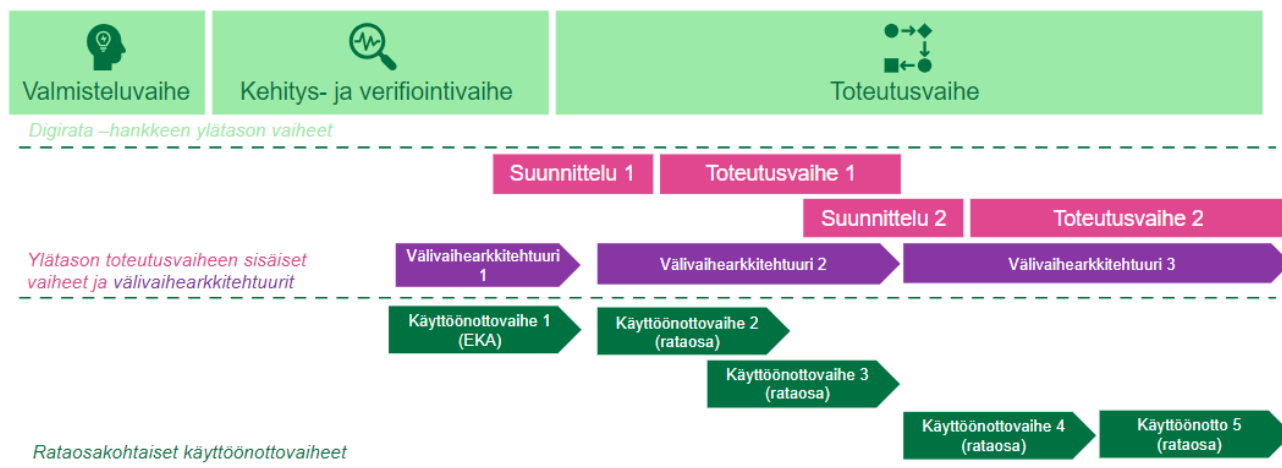 Valmisteluvaihe
Kehitys- ja verifiointivaihe
Toteutusvaihe
Digirata –hankkeen ylätason vaiheet
Suunnittelu 1
Toteutusvaihe 1
Suunnittelu 2
Toteutusvaihe 2
Ylätason toteutusvaiheen sisäiset
vaiheet ja välivaihearkkitehtuurit
Välivaihearkkitehtuuri
1
Välivaihearkkitehtuuri 2
Välivaihearkkitehtuuri 3
Käyttöönottovaihe 1
(EKA)
Käyttöönottovaihe 2
(rataosa)
Käyttöönottovaihe 3
(rataosa)
Käyttöönottovaihe 4
(rataosa)
Käyttöönotto 5
(rataosa)
Rataosakohtaiset käyttöönottovaiheet